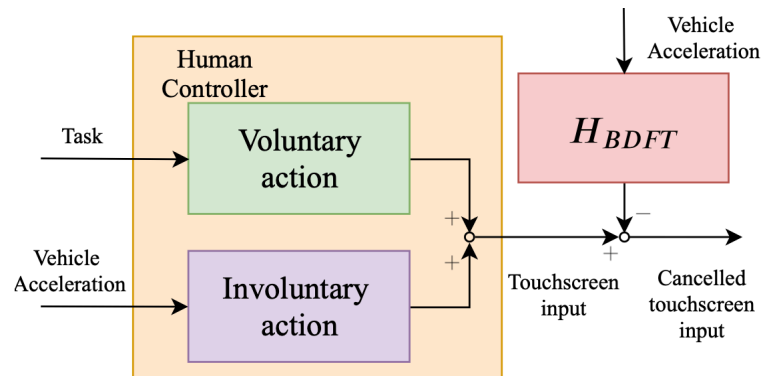 Human
Controller
Task
Voluntary
action
+
Vehicle
Acceleration
Involuntary
action
+
Touchscreen
input
Vehicle
Acceleration
H_BDFT
−
+
Cancelled
touchscreen
input